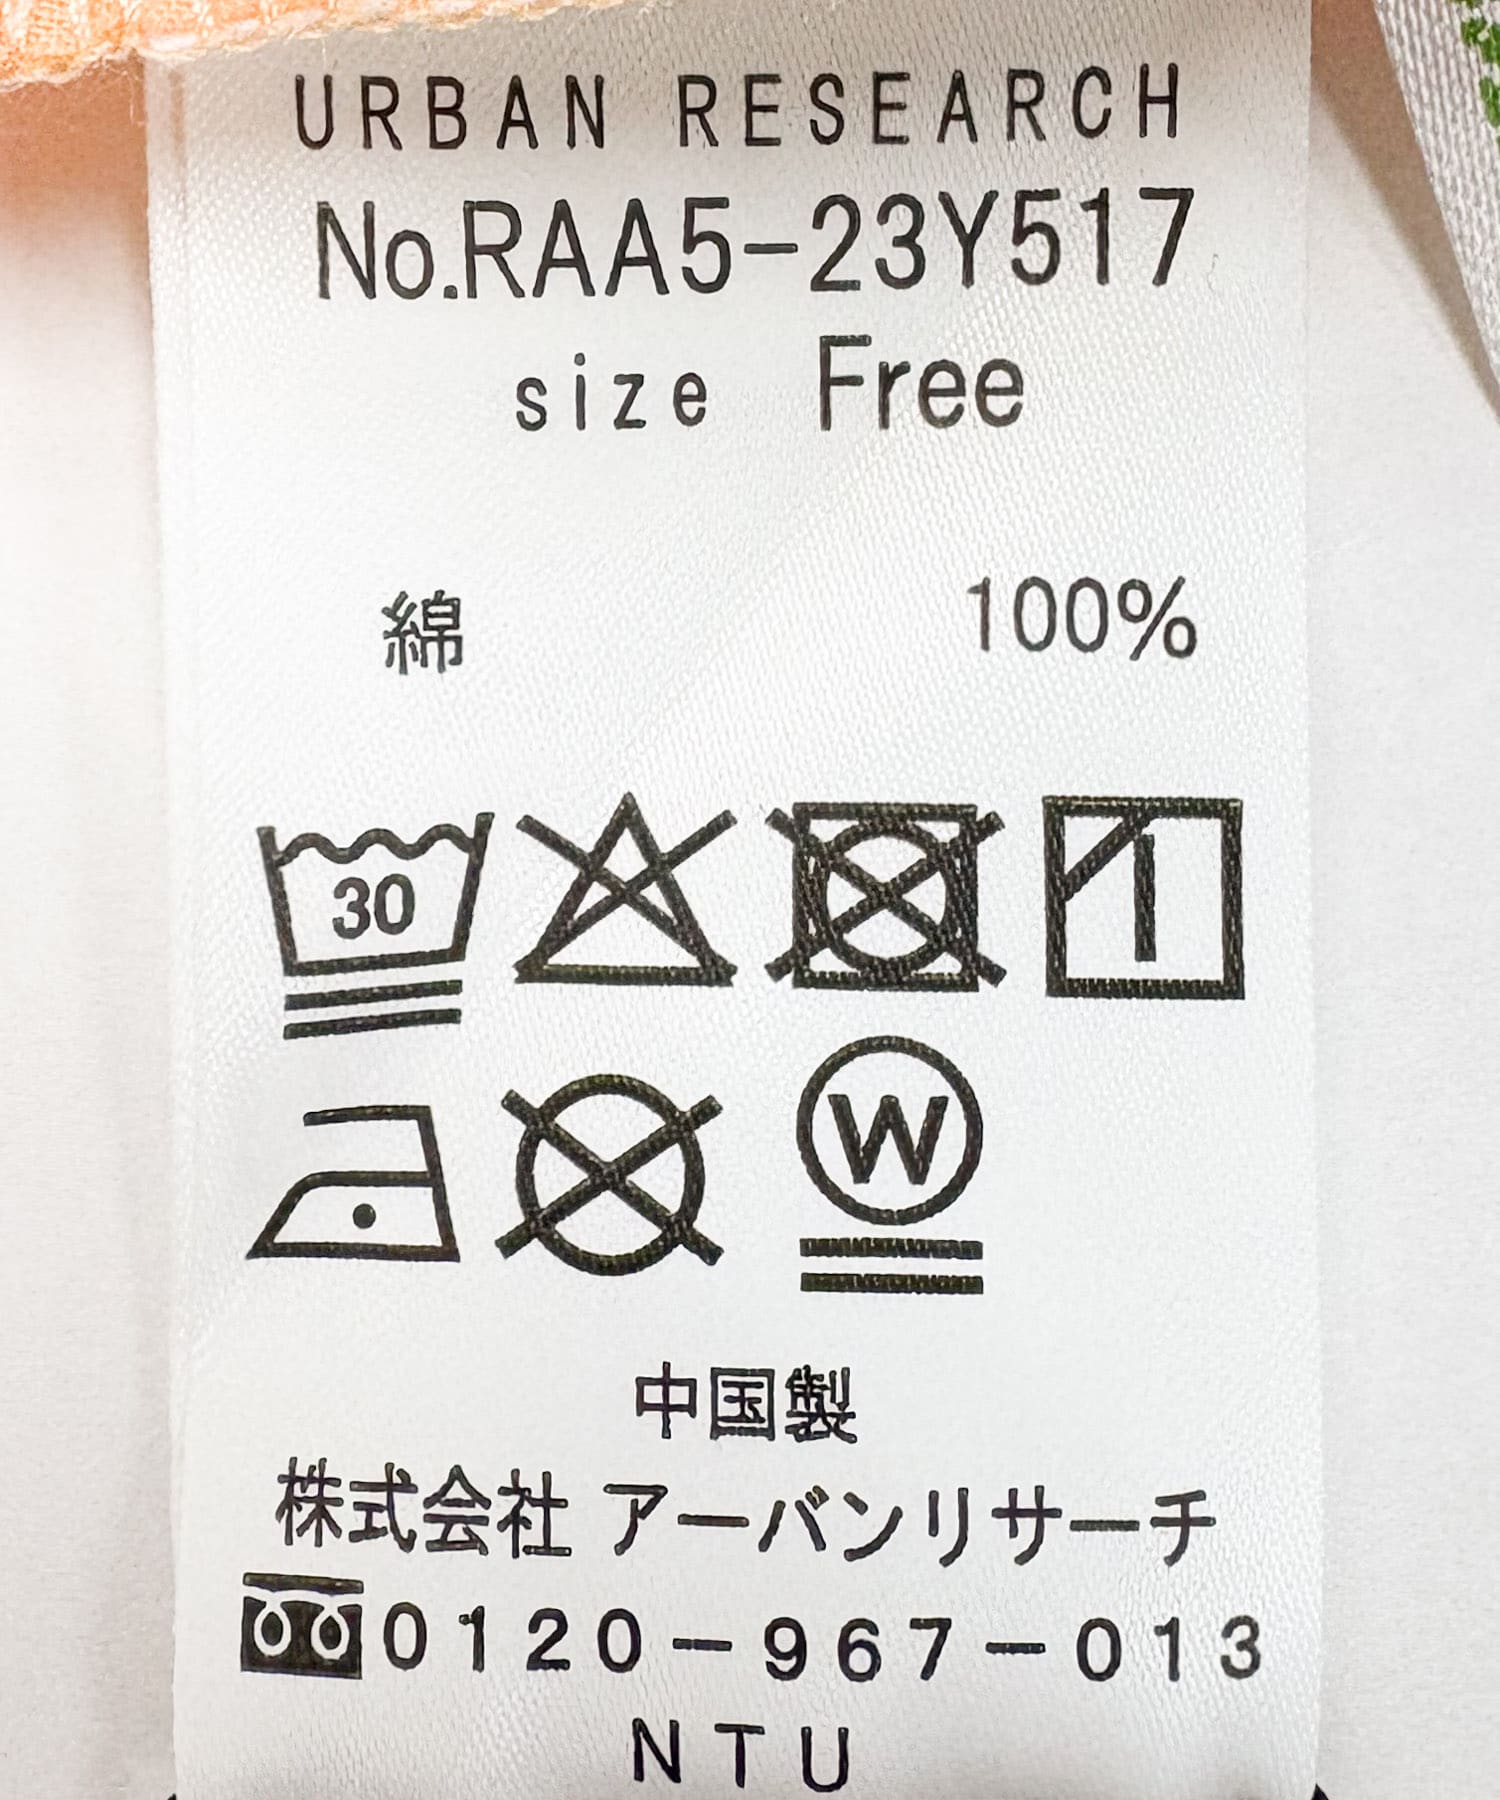 URBAN RESEARCH
No.RAA5-23Y517
size Free
綿 100%
30
W
中国製
株式会社 アーバンリサーチ
0120-967-013
NTU